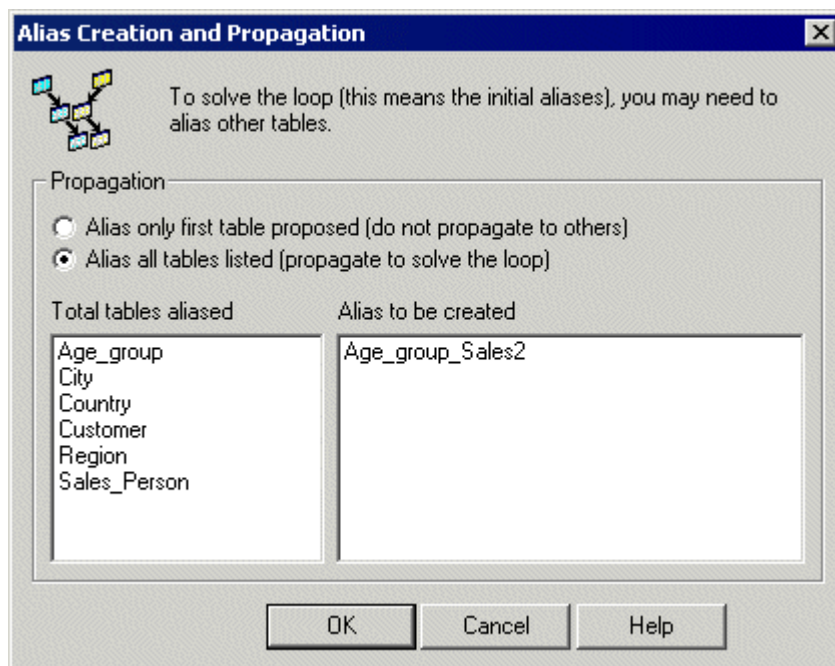 Alias Creation and Propagation
To solve the loop (this means the initial aliases), you may need to
alias other tables.
Propagation
Alias only first table proposed (do not propagate to others)
Alias all tables listed (propagate to solve the loop)
Total tables aliased
Alias to be created
Age_group
City
Country
Customer
Region
Sales_Person
Age_group_Sales2
OK
Cancel
Help